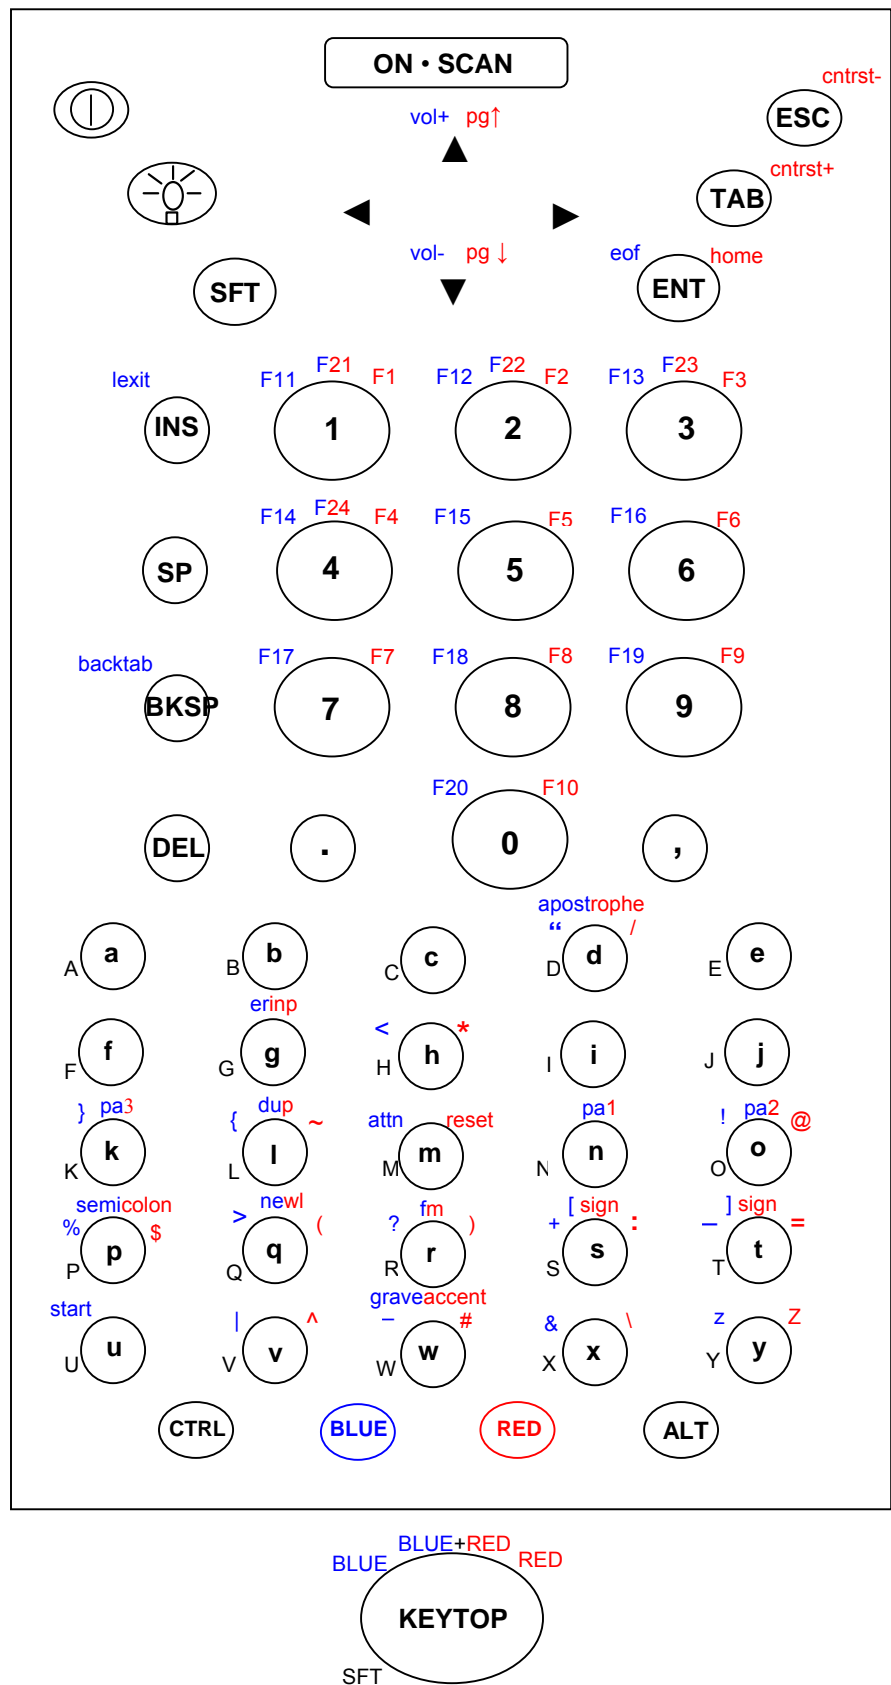 ON • SCAN
cntrst-
vol+ pg↑
ESC
cntrst+
TAB
vol- pg ↓
eof home
SFT
ENT
lexit F11 F21 F1 F12 F22 F2 F13 F23 F3
INS 1 2 3
F14 F24 F4 F15 F5 F16 F6
SP 4 5 6
backtab F17 F7 F18 F8 F19 F9
BKSP 7 8 9
F20 F10
DEL . 0 ,
apostrophe
“ /
a b c d e
A B C D E
erinp
< *
f g h i j
F G H I J
} pa3 { dup ~ attn reset pa1 ! pa2 @
k l m n o
K L M N O
semicolon newl fm [ sign ] sign
% $ > ( ? ) + : – =
p q r s t
P Q R S T
start graveaccent
| ^ – # & \ z Z
u v w x y
U V W X Y
CTRL BLUE RED ALT
BLUE+RED
BLUE RED
KEYTOP
SFT